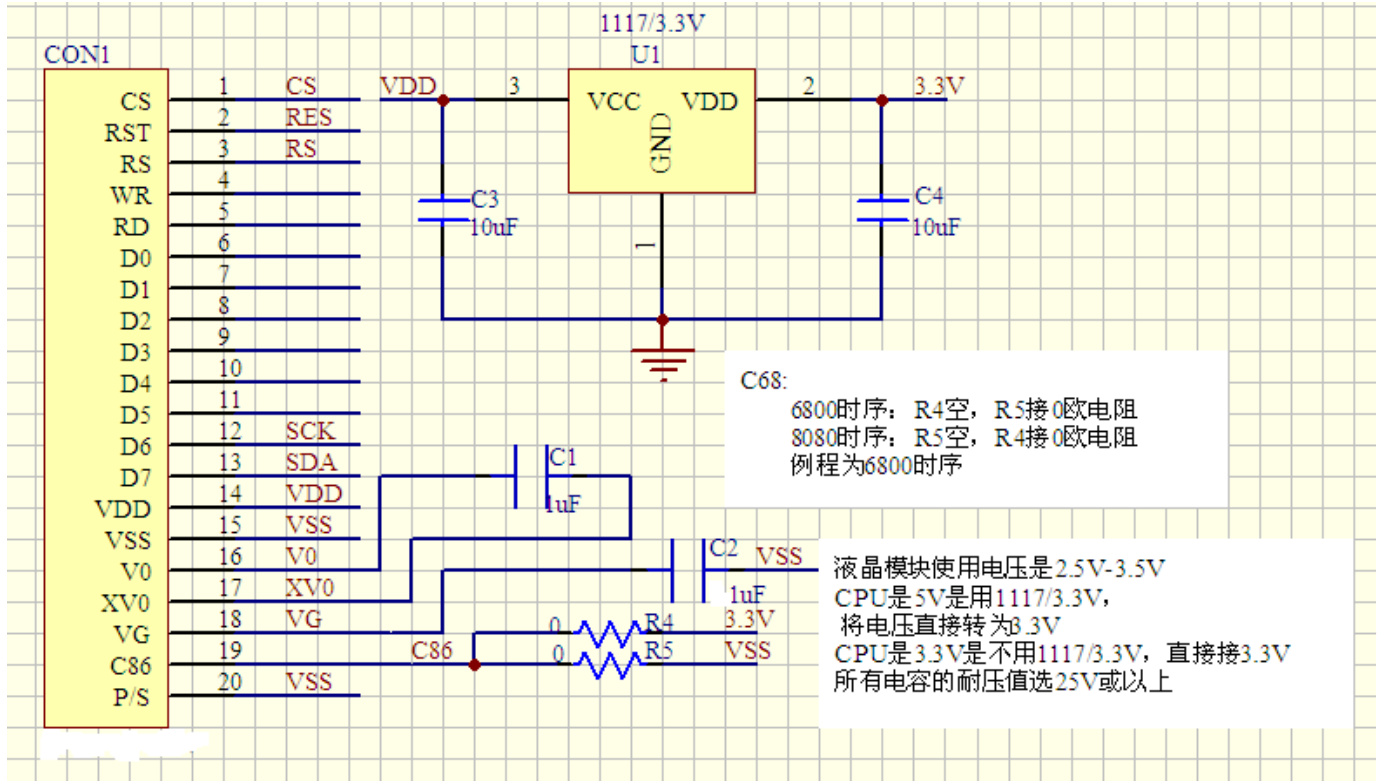 1117/3.3V
CON1
U1
CS 1 CS
RST 2 RES
RS 3 RS
WR 4
RD 5
D0 6
D1 7
D2 8
D3 9
D4 10
D5 11
D6 12 SCK
D7 13 SDA
VDD 14 VDD
VSS 15 VSS
V0 16 V0
XV0 17 XV0
VG 18 VG
C86 19 C86
P/S 20 VSS
VDD 3 VCC VDD 2 3.3V
GND
1
C3
10uF
C4
10uF
C1
1uF
C2 VSS
1uF
0 R4 3.3V
0 R5 VSS
C68:
6800时序：R4空，R5接0欧电阻
8080时序：R5空，R4接0欧电阻
例程为6800时序
液晶模块使用电压是2.5V-3.5V
CPU是5V是用1117/3.3V，
将电压直接转为3.3V
CPU是3.3V是不用1117/3.3V，直接接3.3V
所有电容的耐压值选25V或以上